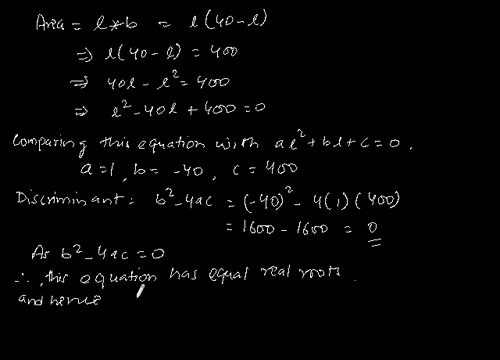 Area = l * b = l(40-l)
⇒ l(40-l) = 400
⇒ 40l - l² = 400
⇒ l² - 40l + 400 = 0
Comparing this equation with al² + bl + c = 0.
a = 1, b = -40, c = 400
Discriminant = b² - 4ac = (-40)² - 4(1)(400)
= 1600 - 1600 = 0
As b² - 4ac = 0
∴, this equation has equal real roots.
and hence